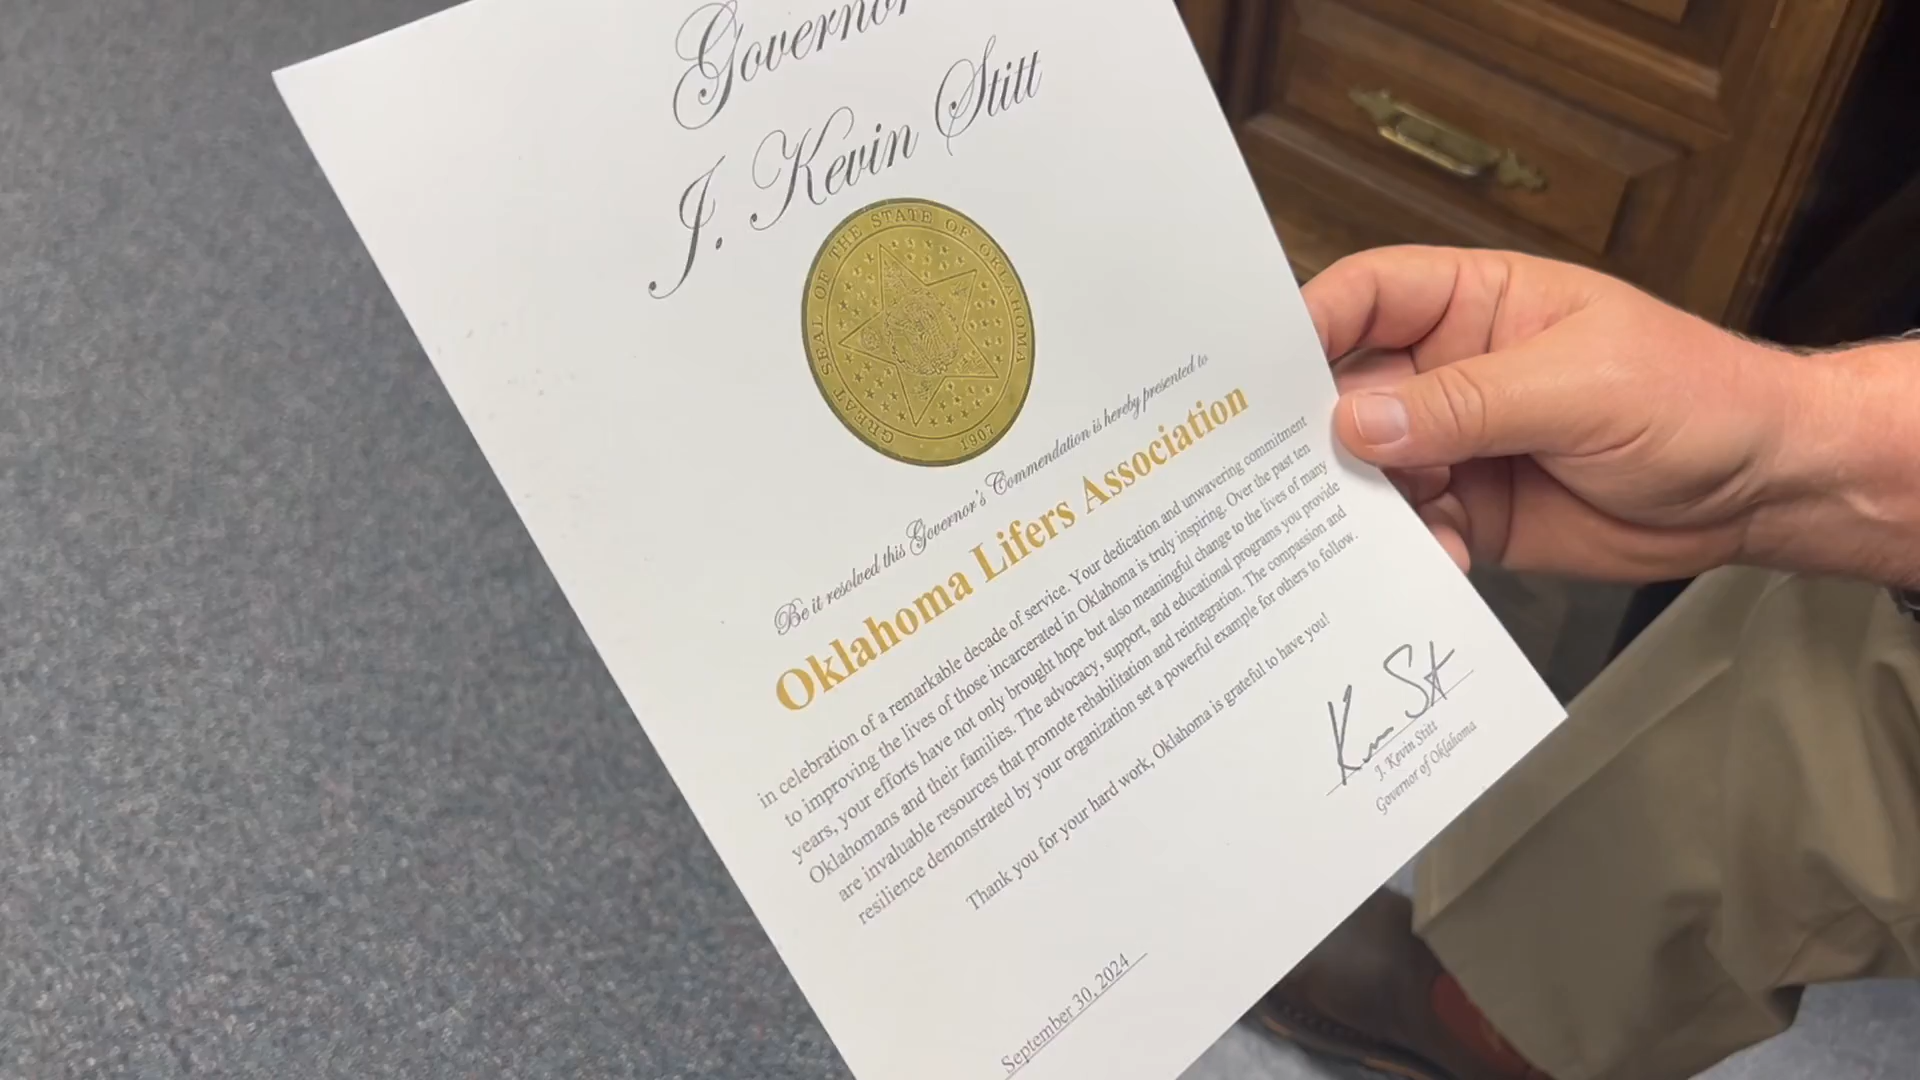 Governor
J. Kevin Stitt
GREAT SEAL OF THE STATE OF OKLAHOMA
1907
Be it resolved this Governor's Commendation is hereby presented to
Oklahoma Lifers Association
in celebration of a remarkable decade of service. Your dedication and unwavering commitment
to improving the lives of those incarcerated in Oklahoma is truly inspiring. Over the past ten
years, your efforts have not only brought hope but also meaningful change to the lives of many
Oklahomans and their families. The advocacy, support, and educational programs you provide
are invaluable resources that promote rehabilitation and reintegration. The compassion and
resilience demonstrated by your organization set a powerful example for others to follow.
Thank you for your hard work, Oklahoma is grateful to have you!
K St
J. Kevin Stitt
Governor of Oklahoma
September 30, 2024